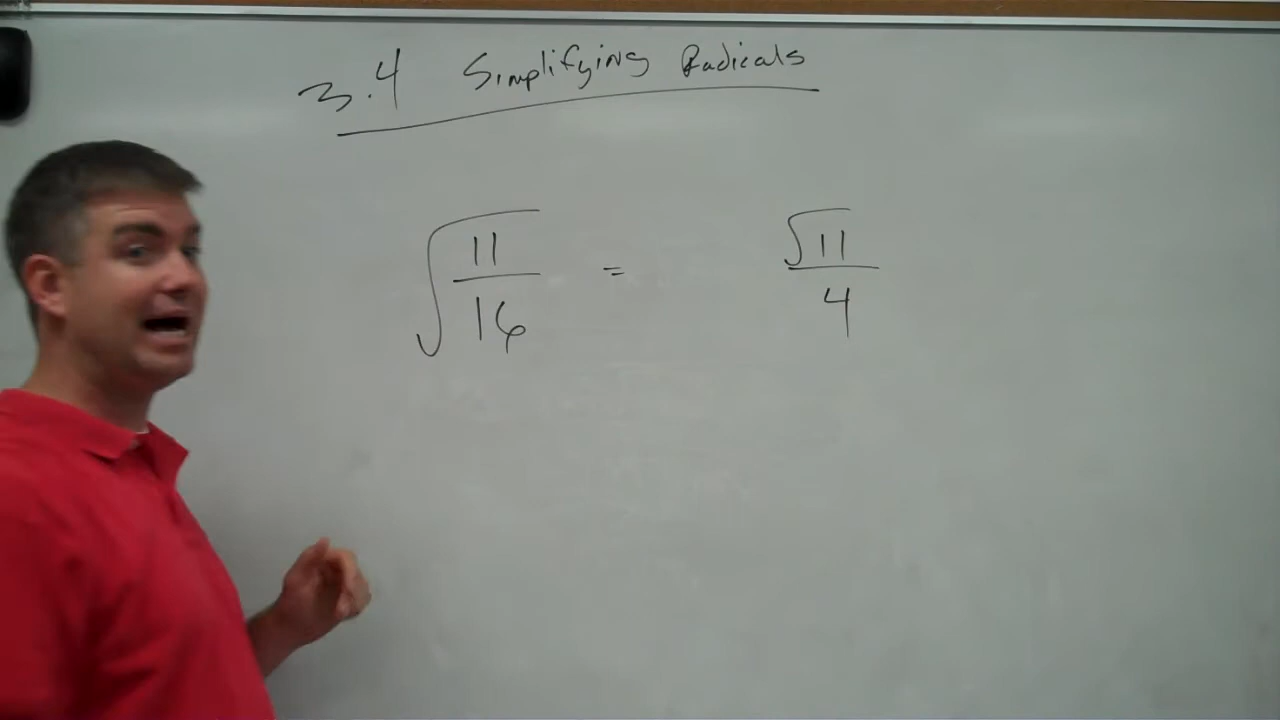 3.4 Simplifying Radicals
√(11/16) = √11/4